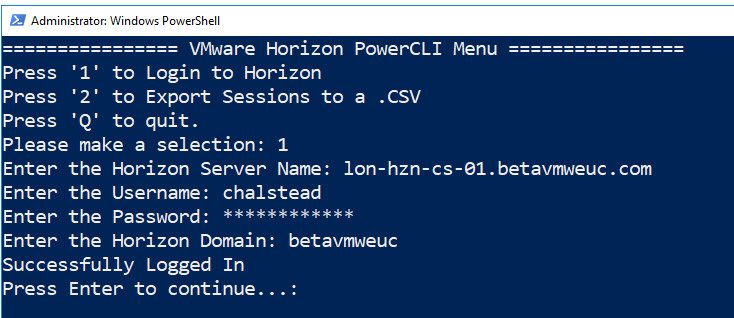 Administrator: Windows PowerShell
================ VMware Horizon PowerCLI Menu ================
Press '1' to Login to Horizon
Press '2' to Export Sessions to a .CSV
Press 'Q' to quit.
Please make a selection: 1
Enter the Horizon Server Name: lon-hzn-cs-01.betavmweuc.com
Enter the Username: chalstead
Enter the Password: ************
Enter the Horizon Domain: betavmweuc
Successfully Logged In
Press Enter to continue...: